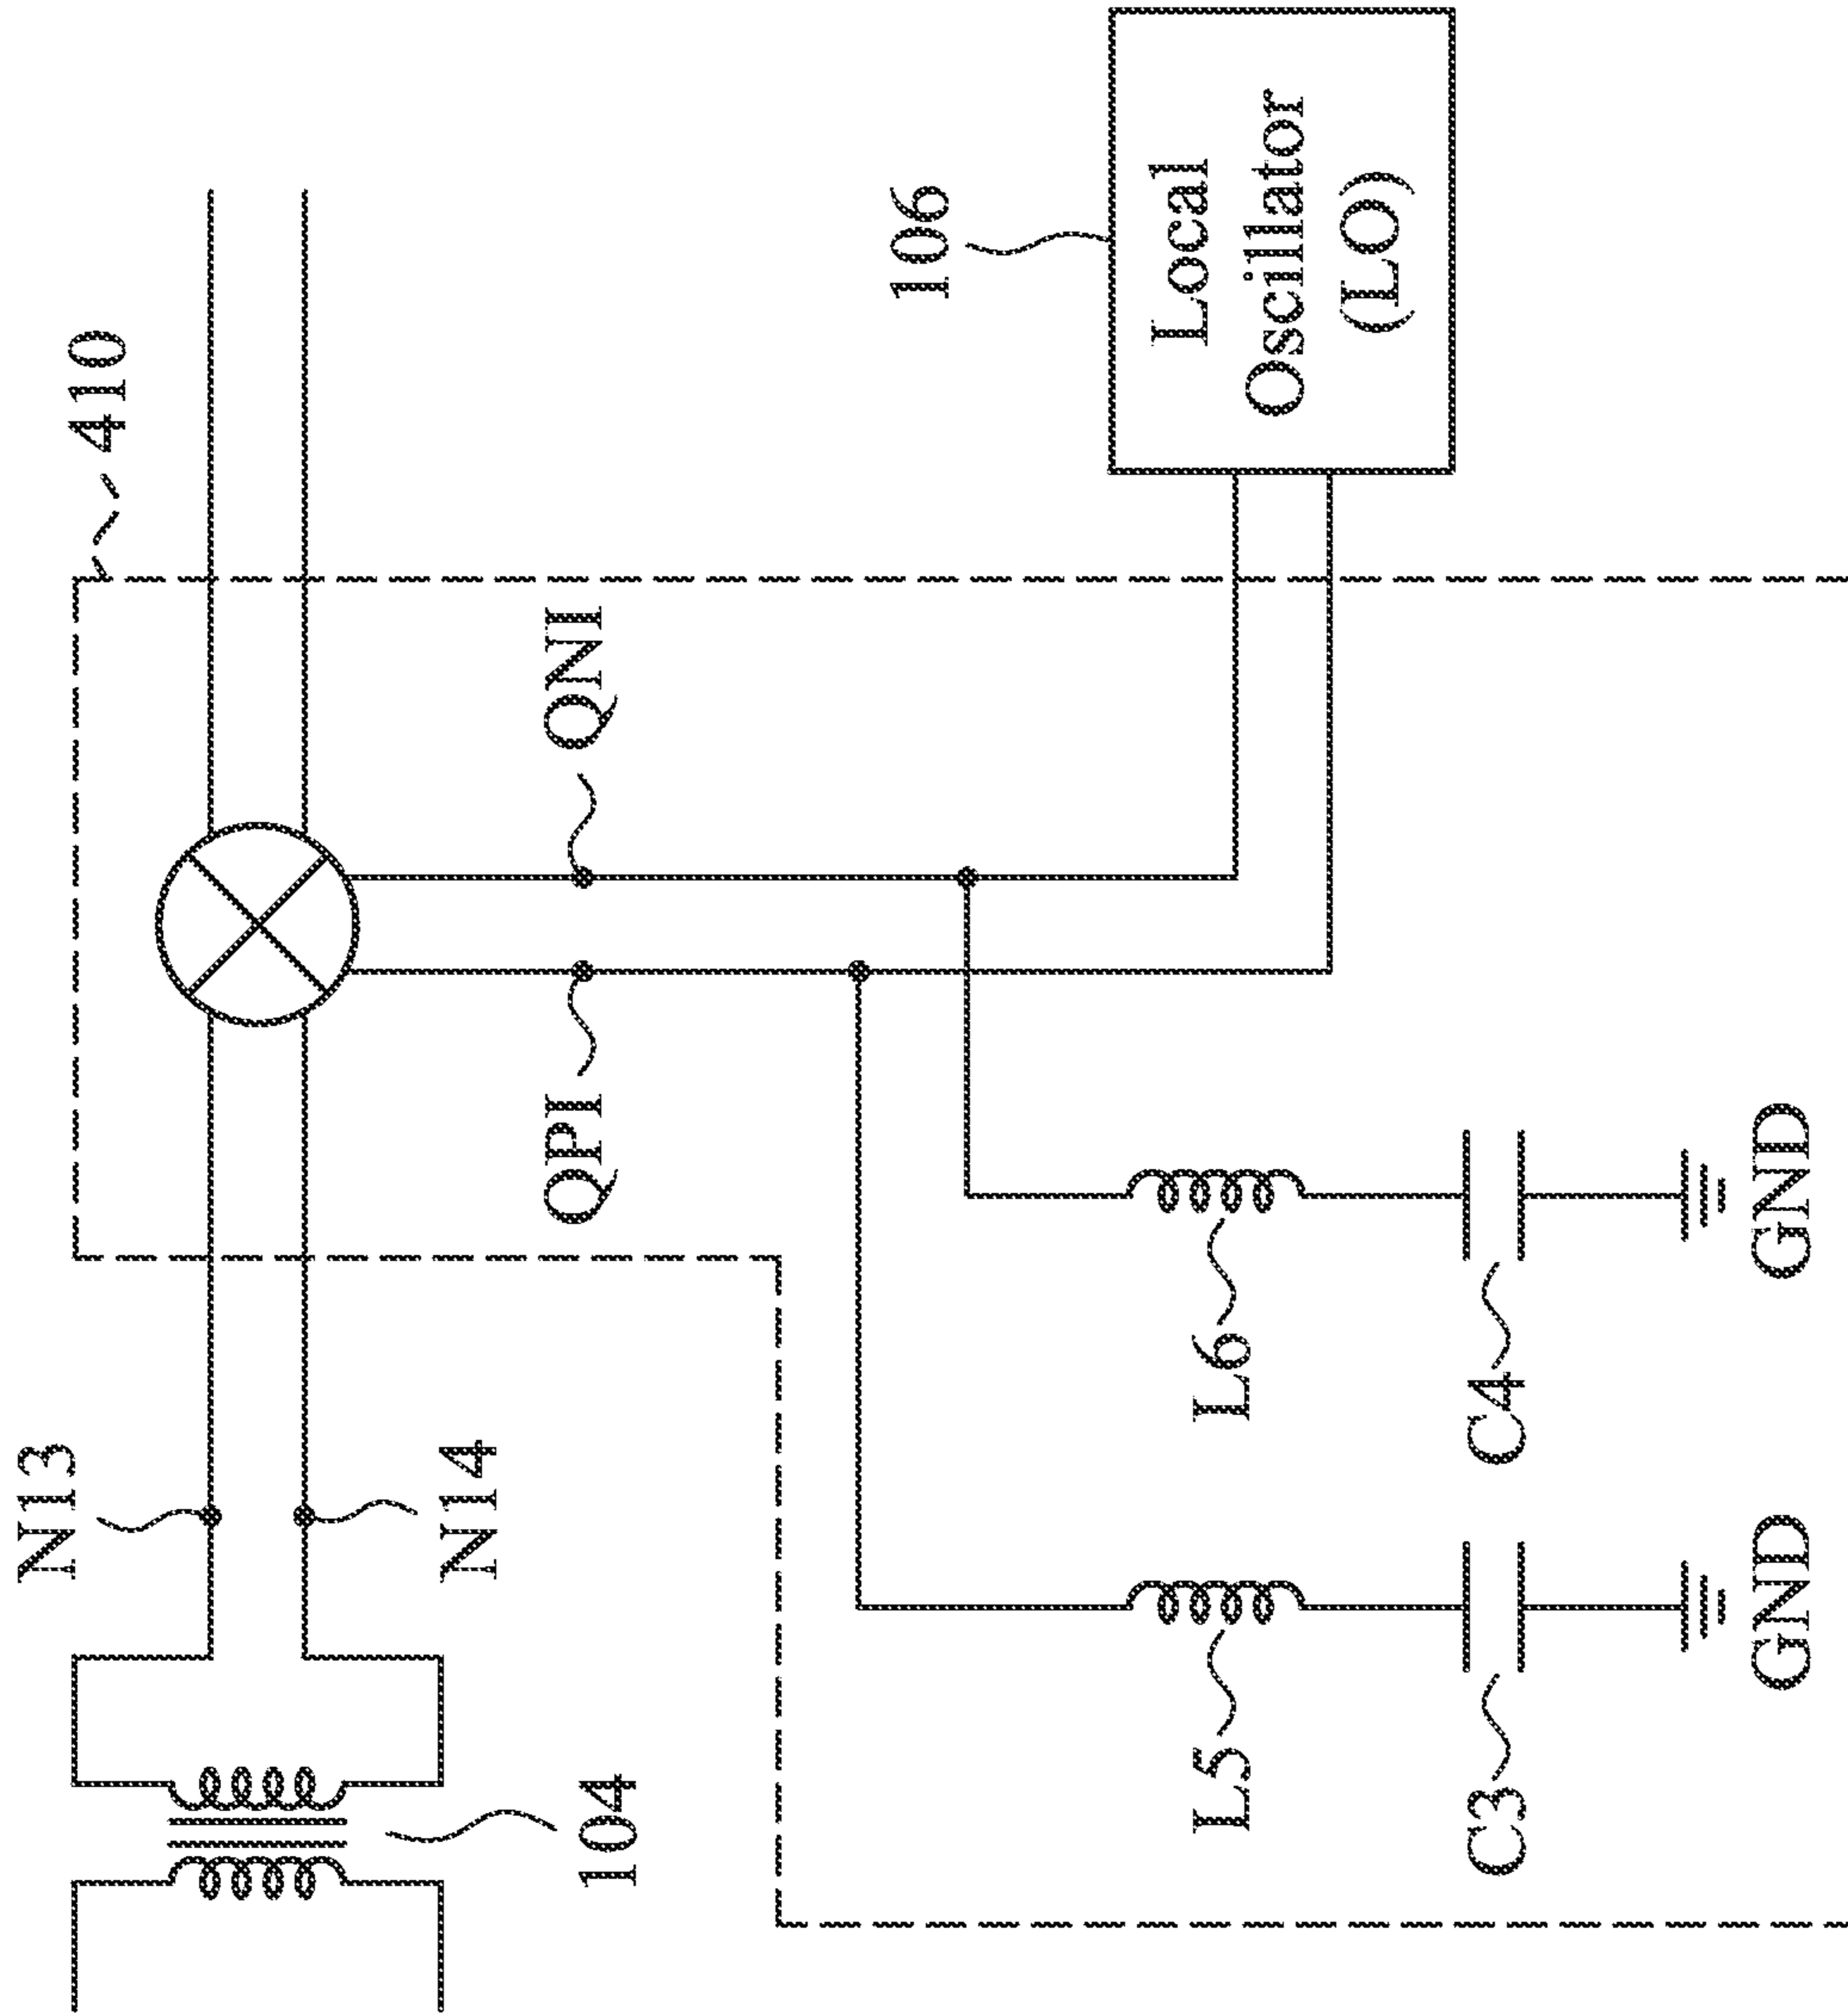 N13
N14
104
410
QPI
QNI
106
Local
Oscillator
(LO)
L5
L6
C3
C4
GND
GND